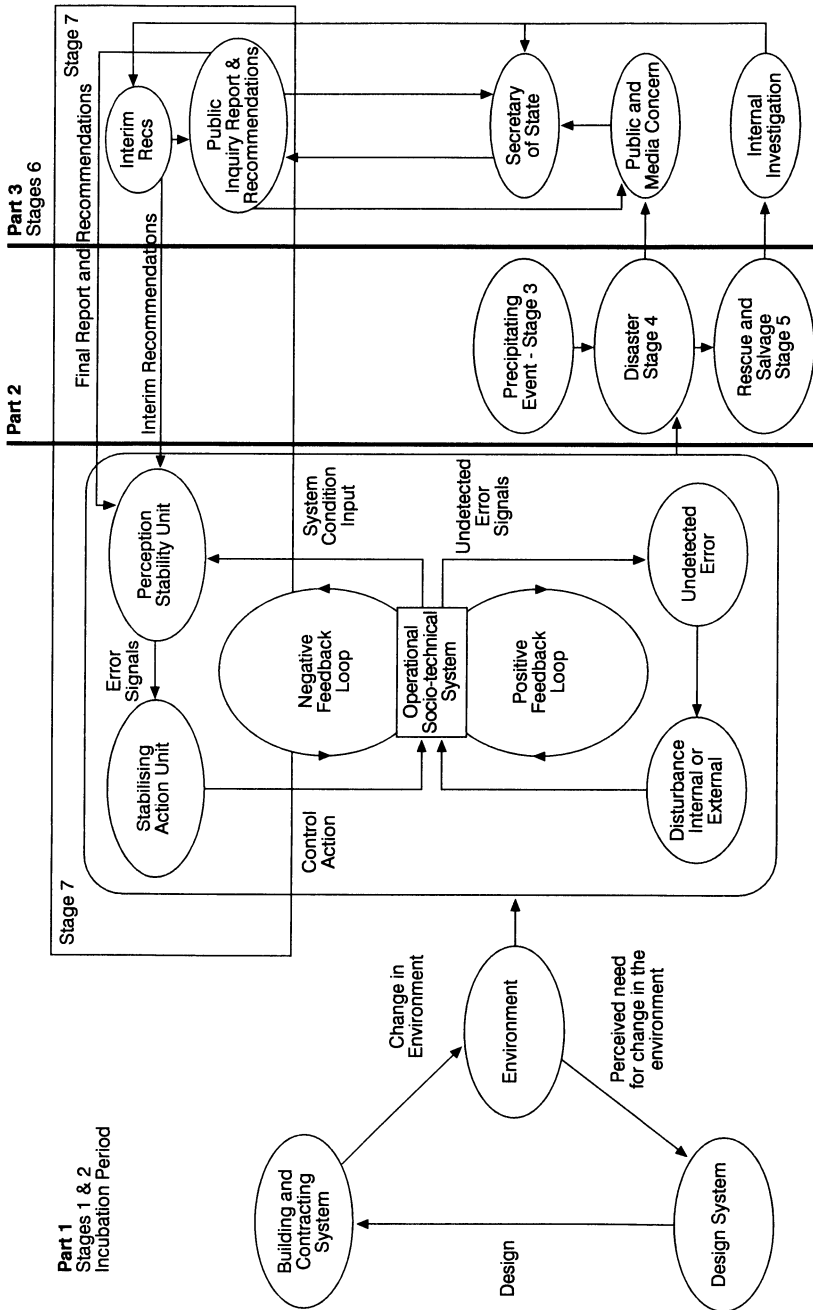 Part 1
Stages 1 & 2
Incubation Period
Building and
Contracting
System
Change in
Environment
Environment
Perceived need
for change in the
environment
Design
Design System
Stage 7
Stabilising
Action Unit
Error
Signals
Perception
Stability Unit
Control
Action
Negative
Feedback
Loop
System
Condition
Input
Operational
Socio-technical
System
Positive
Feedback
Loop
Undetected
Error
Signals
Disturbance
Internal or
External
Undetected
Error
Part 2
Final Report and Recommendations
Interim Recommendations
Precipitating
Event - Stage 3
Disaster
Stage 4
Rescue and
Salvage
Stage 5
Part 3
Stages 6
Stage 7
Interim
Recs
Public
Inquiry Report &
Recommendations
Secretary
of State
Public and
Media Concern
Internal
Investigation